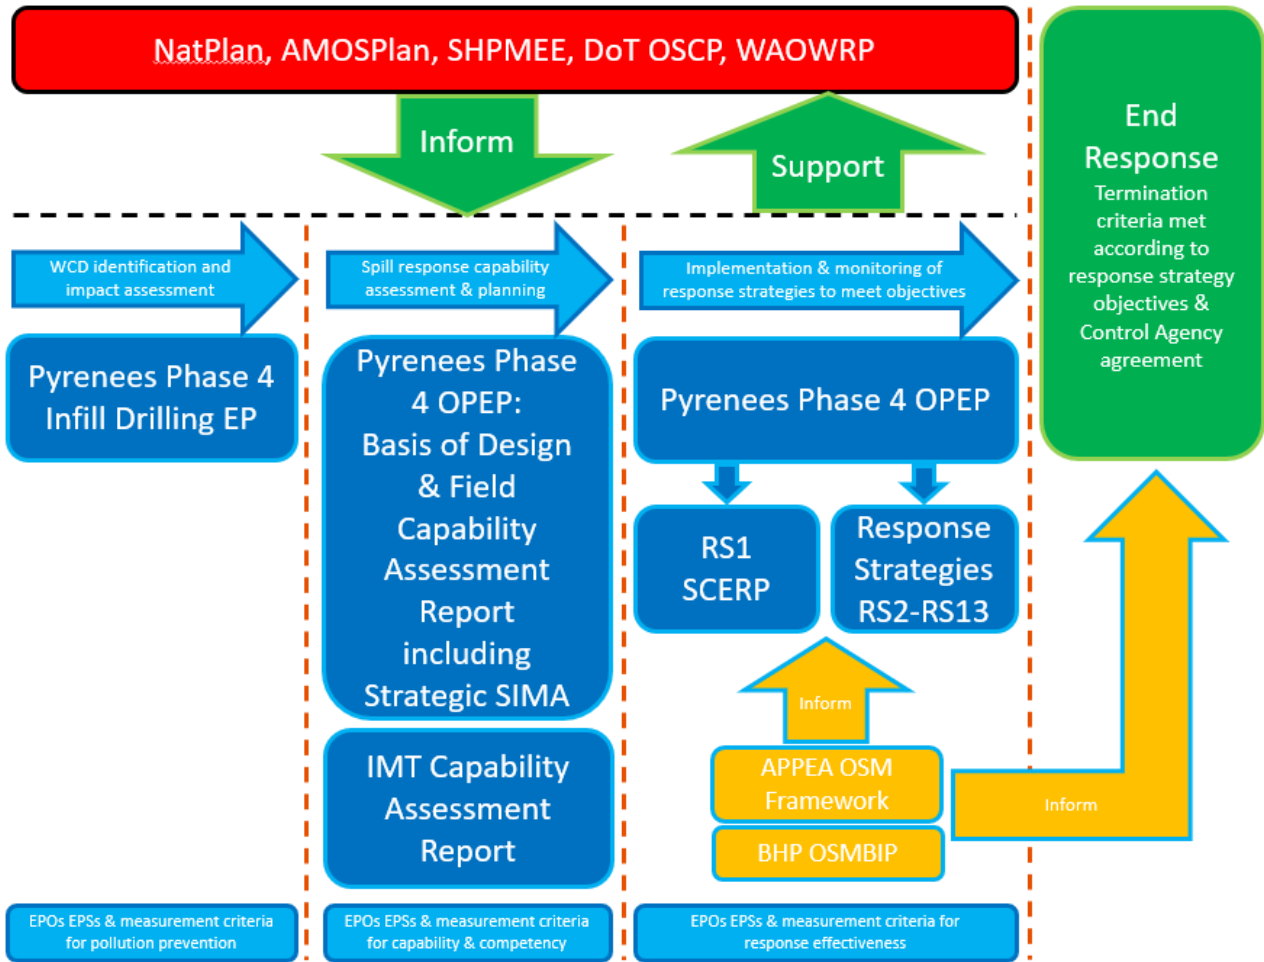 NatPlan, AMOSPlan, SHPMEE, DoT OSCP, WAOWRP
Inform
Support
End
Response
Termination
criteria met
according to
response strategy
objectives &
Control Agency
agreement
WCD identification and
impact assessment
Spill response capability
assessment & planning
Implementation & monitoring of
response strategies to meet objectives
Pyrenees Phase 4
Infill Drilling EP
Pyrenees Phase
4 OPEP:
Basis of Design
& Field
Capability
Assessment
Report
including
Strategic SIMA
IMT Capability
Assessment
Report
Pyrenees Phase 4 OPEP
RS1
SCERP
Response
Strategies
RS2-RS13
Inform
APPEA OSM
Framework
BHP OSMBIP
Inform
EPOs EPSs & measurement criteria
for pollution prevention
EPOs EPSs & measurement criteria
for capability & competency
EPOs EPSs & measurement criteria for
response effectiveness